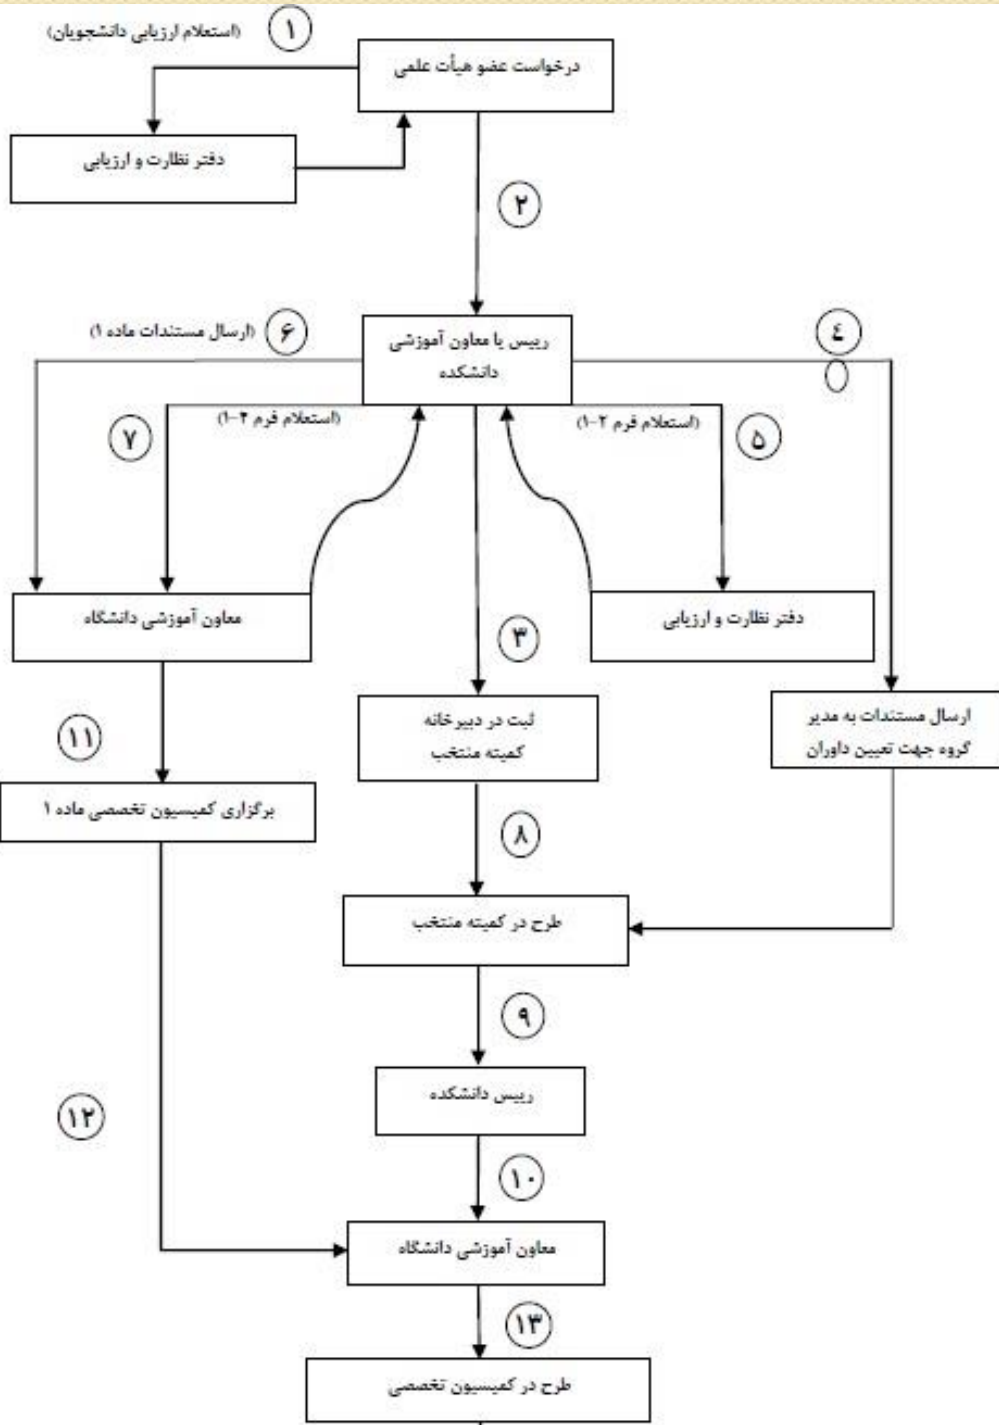 ۱
(استعلام ارزیابی دانشجویان)
درخواست عضو هیأت علمی
دفتر نظارت و ارزیابی
۲
۶
(ارسال مستندات ماده ۱)
رییس یا معاون آموزشی
دانشکده
٤
(استعلام فرم ۴-۱)
۷
(استعلام فرم ۲-۱)
۵
معاون آموزشی دانشگاه
دفتر نظارت و ارزیابی
۳
ارسال مستندات به مدیر
گروه جهت تعیین داوران
ثبت در دبیرخانه
کمیته منتخب
۱۱
برگزاری کمیسیون تخصصی ماده ۱
۸
طرح در کمیته منتخب
۹
رییس دانشکده
۱۲
۱۰
معاون آموزشی دانشگاه
۱۳
طرح در کمیسیون تخصصی